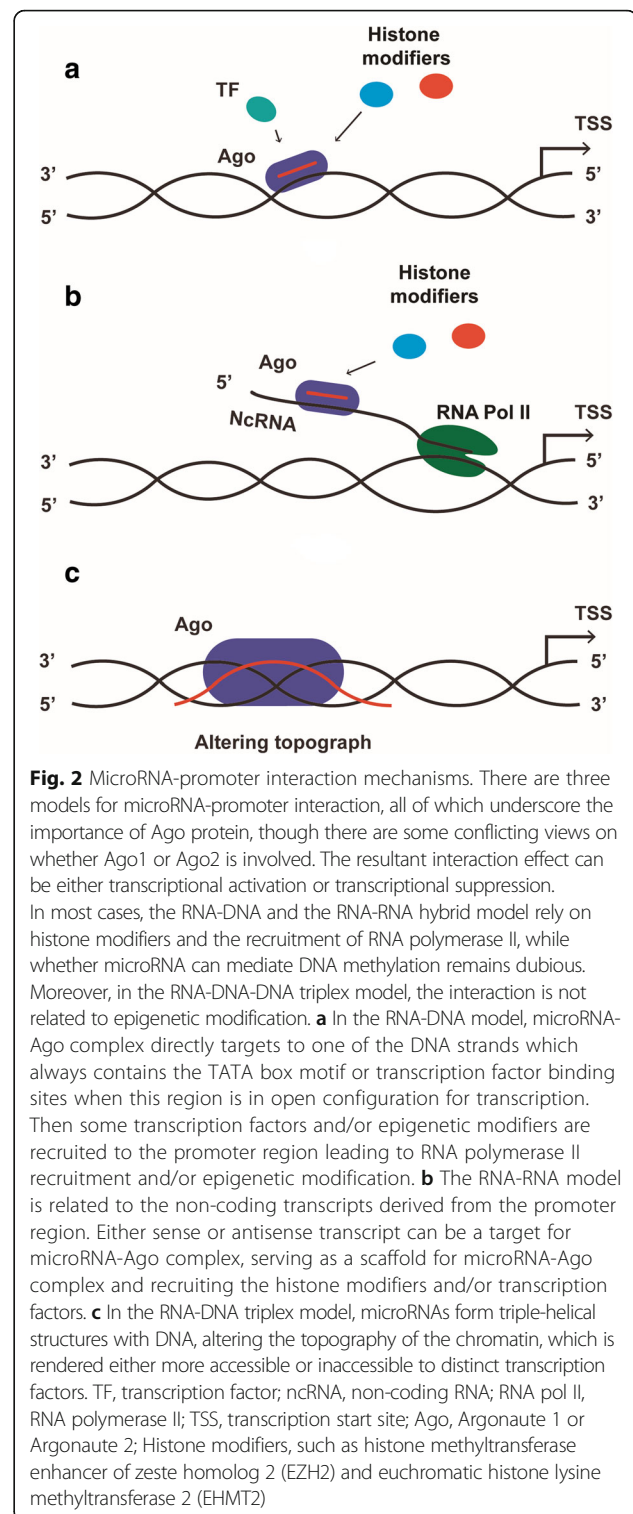 a
Histone
modifiers
TF
Ago
TSS
3’
5’
5’
3’
b
Histone
modifiers
Ago
5’
NcRNA
RNA Pol II
TSS
3’
5’
5’
3’
c
Ago
TSS
3’
5’
5’
3’
Altering topograph
Fig. 2 MicroRNA-promoter interaction mechanisms. There are three
models for microRNA-promoter interaction, all of which underscore the
importance of Ago protein, though there are some conflicting views on
whether Ago1 or Ago2 is involved. The resultant interaction effect can
be either transcriptional activation or transcriptional suppression.
In most cases, the RNA-DNA and the RNA-RNA hybrid model rely on
histone modifiers and the recruitment of RNA polymerase II, while
whether microRNA can mediate DNA methylation remains dubious.
Moreover, in the RNA-DNA-DNA triplex model, the interaction is not
related to epigenetic modification. a In the RNA-DNA model, microRNA-
Ago complex directly targets to one of the DNA strands which
always contains the TATA box motif or transcription factor binding
sites when this region is in open configuration for transcription.
Then some transcription factors and/or epigenetic modifiers are
recruited to the promoter region leading to RNA polymerase II
recruitment and/or epigenetic modification. b The RNA-RNA model
is related to the non-coding transcripts derived from the promoter
region. Either sense or antisense transcript can be a target for
microRNA-Ago complex, serving as a scaffold for microRNA-Ago
complex and recruiting the histone modifiers and/or transcription
factors. c In the RNA-DNA triplex model, microRNAs form triple-helical
structures with DNA, altering the topography of the chromatin, which is
rendered either more accessible or inaccessible to distinct transcription
factors. TF, transcription factor; ncRNA, non-coding RNA; RNA pol II,
RNA polymerase II; TSS, transcription start site; Ago, Argonaute 1 or
Argonaute 2; Histone modifiers, such as histone methyltransferase
enhancer of zeste homolog 2 (EZH2) and euchromatic histone lysine
methyltransferase 2 (EHMT2)